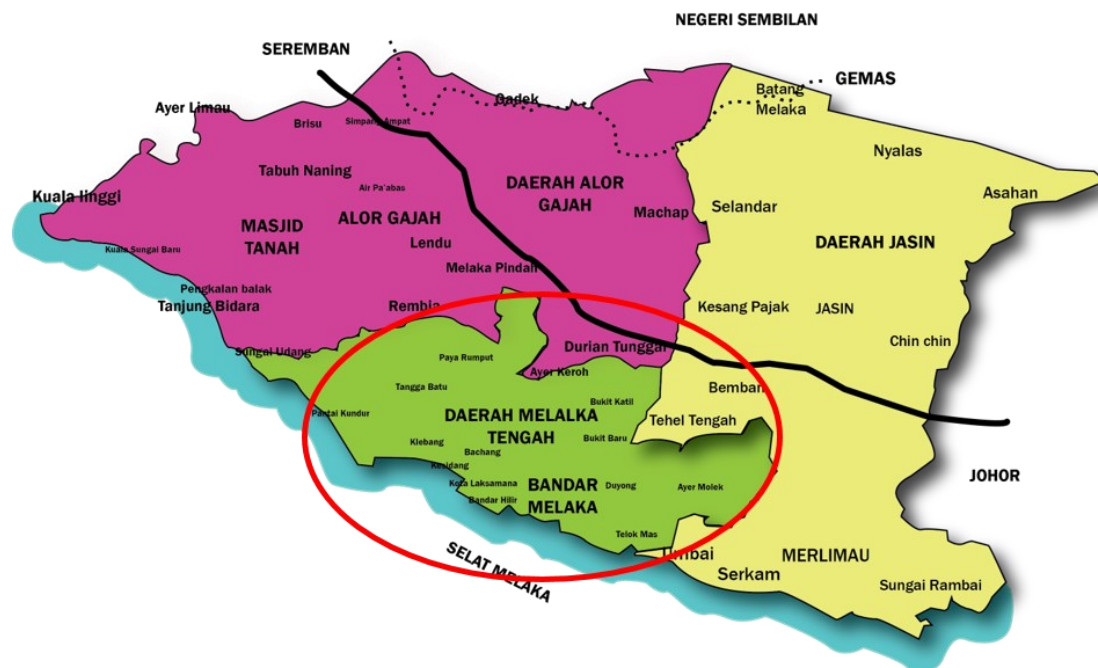 NEGERI SEMBILAN
SEREMBAN
GEMAS
Batang
Melaka
Gadek
Ayer Limau
Brisu
Simpang Ampat
Nyalas
Tabuh Naning
Air Pa'abas
DAERAH ALOR
GAJAH
Asahan
Kuala linggi
Selandar
Machap
ALOR GAJAH
MASJID
TANAH
Lendu
DAERAH JASIN
Kuala Sungai Baru
Melaka Pindah
Pengkalan balak
Tanjung Bidara
Rembia
Kesang Pajak
JASIN
Chin chin
Durian Tunggal
Sungai Udang
Paya Rumput
Ayer Keroh
Tangga Batu
Bemban
Bukit Katil
Pantai Kundur
DAERAH MELALKA
TENGAH
Tehel Tengah
Klebang
Bukit Baru
Bachang
Kesidang
JOHOR
Kota Laksamana
BANDAR
MELAKA
Duyong
Ayer Molek
Bandar Hilir
Telok Mas
SELAT MELAKA
Umbai
MERLIMAU
Serkam
Sungai Rambai